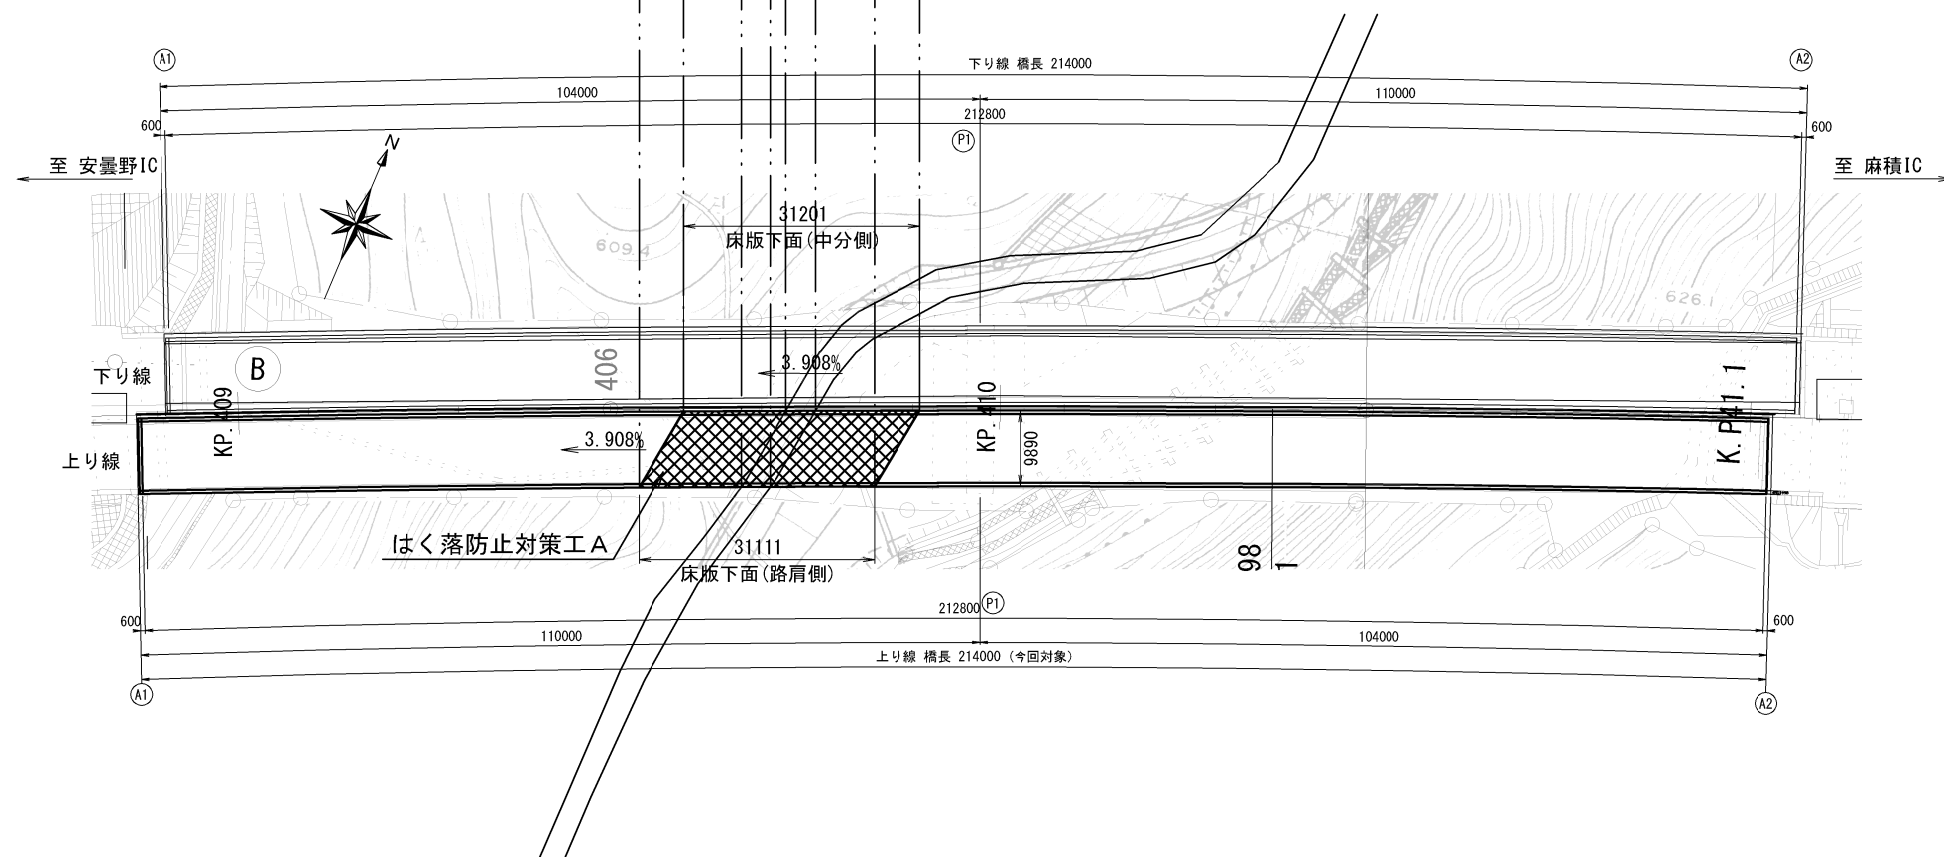 A1
A2
下り線 橋長 214000
104000
110000
212800
600
600
P1
至 安曇野IC
至 麻積IC
N
31201
床版下面(中分側)
609.4
626.1
406
B
3.908%
下り線
KP. 409
KP. 410
K. P41. 1
3.908%
9890
上り線
はく落防止対策工A
31111
床版下面(路肩側)
98
1
600
212800
P1
600
110000
104000
上り線 橋長 214000 (今回対象)
A1
A2